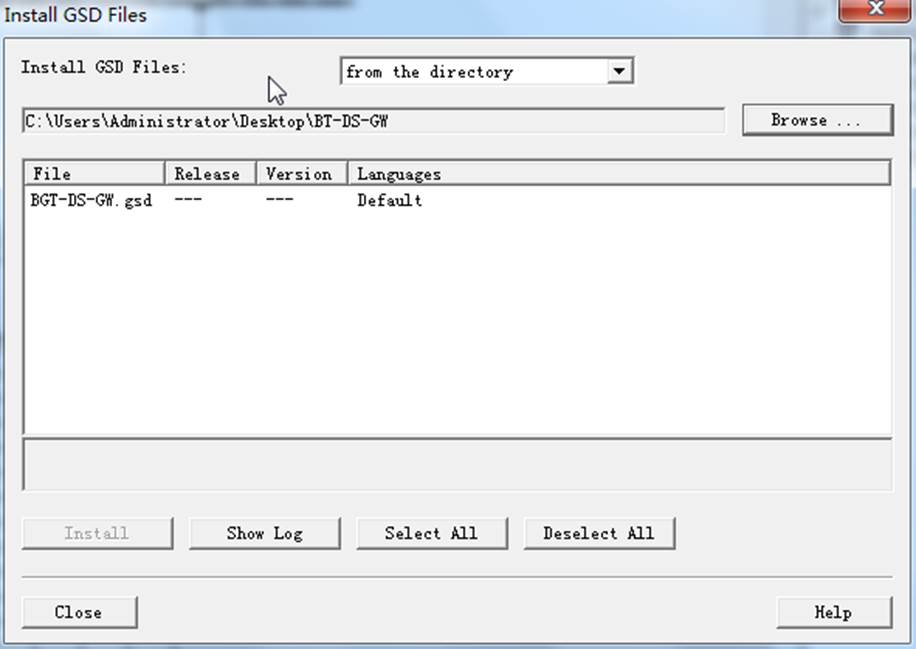 Install GSD Files
Install GSD Files: from the directory
C:\Users\Administrator\Desktop\BT-DS-GW Browse ...
File Release Version Languages
BGT-DS-GW.gsd --- --- Default
Install Show Log Select All Deselect All
Close Help